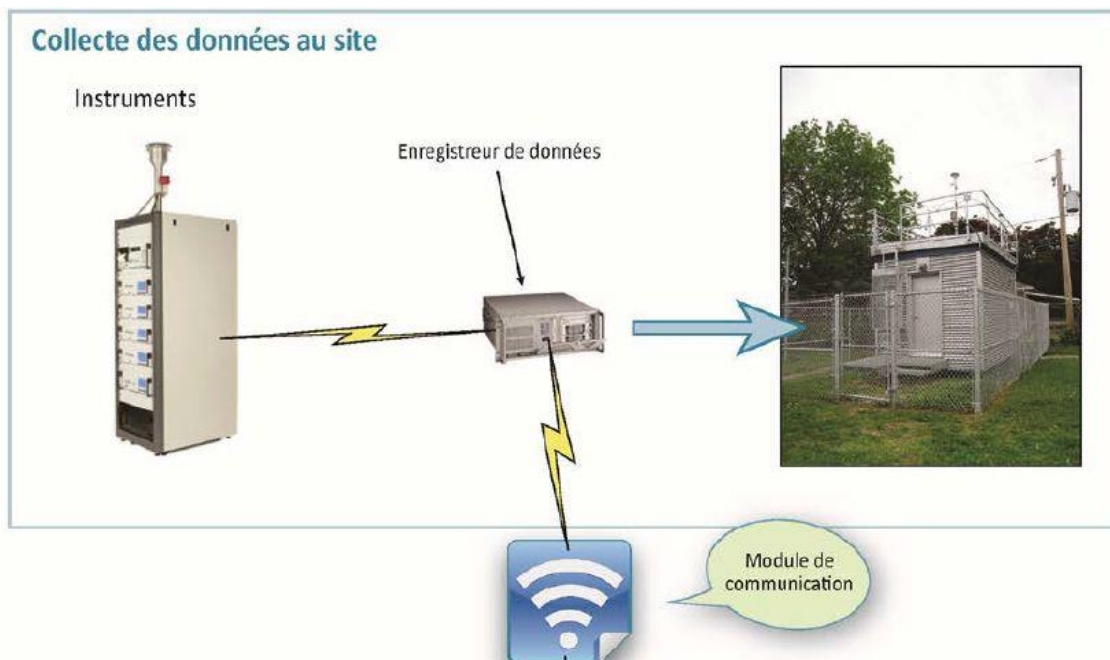 Collecte des données au site
Instruments
Enregistreur de données
Module de
communication